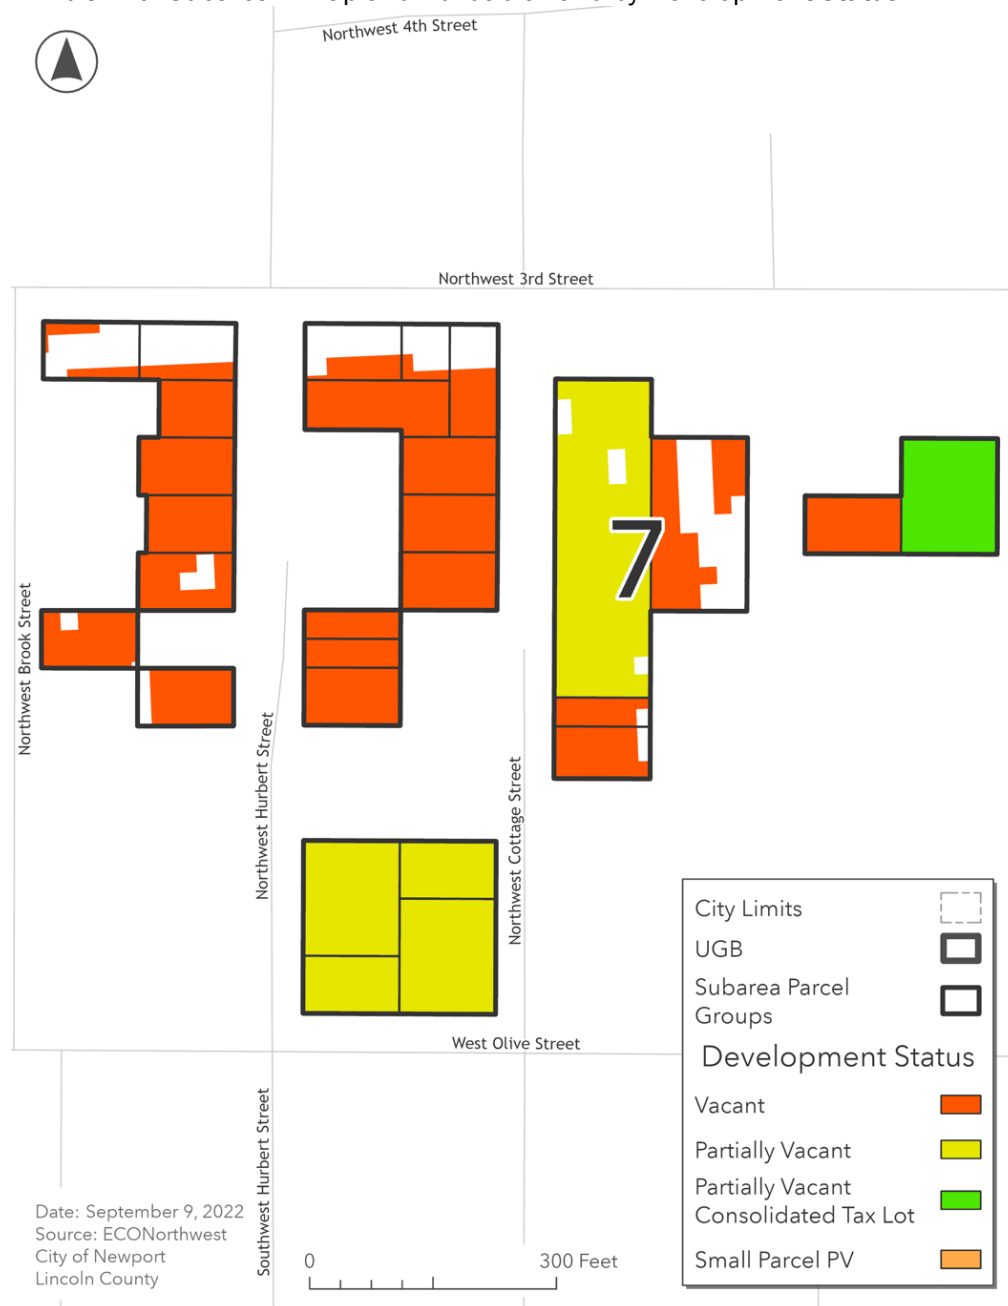 Northwest 4th Street
Northwest 3rd Street
7
Northwest Brook Street
Northwest Hurbert Street
Northwest Cottage Street
West Olive Street
Southwest Hurbert Street
City Limits
UGB
Subarea Parcel
Groups
Development Status
Vacant
Partially Vacant
Partially Vacant
Consolidated Tax Lot
Small Parcel PV
Date: September 9, 2022
Source: ECONorthwest
City of Newport
Lincoln County
0 300 Feet